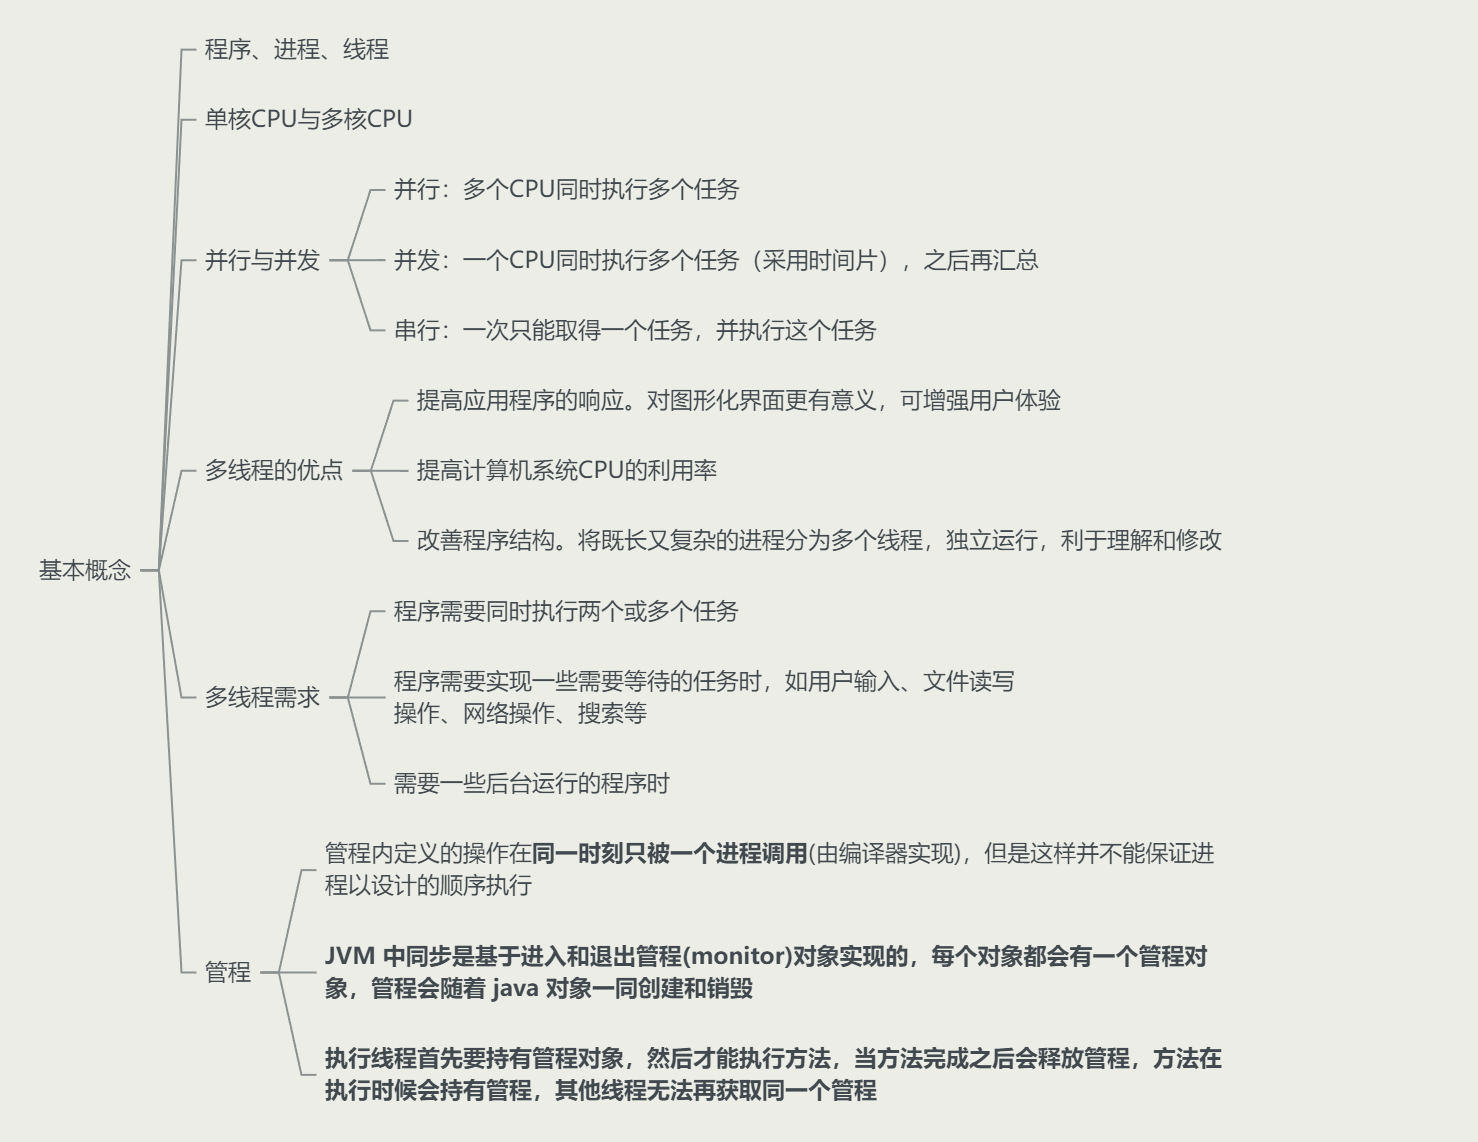 程序、进程、线程
单核CPU与多核CPU
并行：多个CPU同时执行多个任务
并行与并发
并发：一个CPU同时执行多个任务（采用时间片），之后再汇总
串行：一次只能取得一个任务，并执行这个任务
提高应用程序的响应。对图形化界面更有意义，可增强用户体验
多线程的优点
提高计算机系统CPU的利用率
改善程序结构。将既长又复杂的进程分为多个线程，独立运行，利于理解和修改
基本概念
程序需要同时执行两个或多个任务
多线程需求
程序需要实现一些需要等待的任务时，如用户输入、文件读写
操作、网络操作、搜索等
需要一些后台运行的程序时
管程内定义的操作在同一时刻只被一个进程调用(由编译器实现)，但是这样并不能保证进
程以设计的顺序执行
管程
JVM 中同步是基于进入和退出管程(monitor)对象实现的，每个对象都会有一个管程对
象，管程会随着 java 对象一同创建和销毁
执行线程首先要持有管程对象，然后才能执行方法，当方法完成之后会释放管程，方法在
执行时候会持有管程，其他线程无法再获取同一个管程